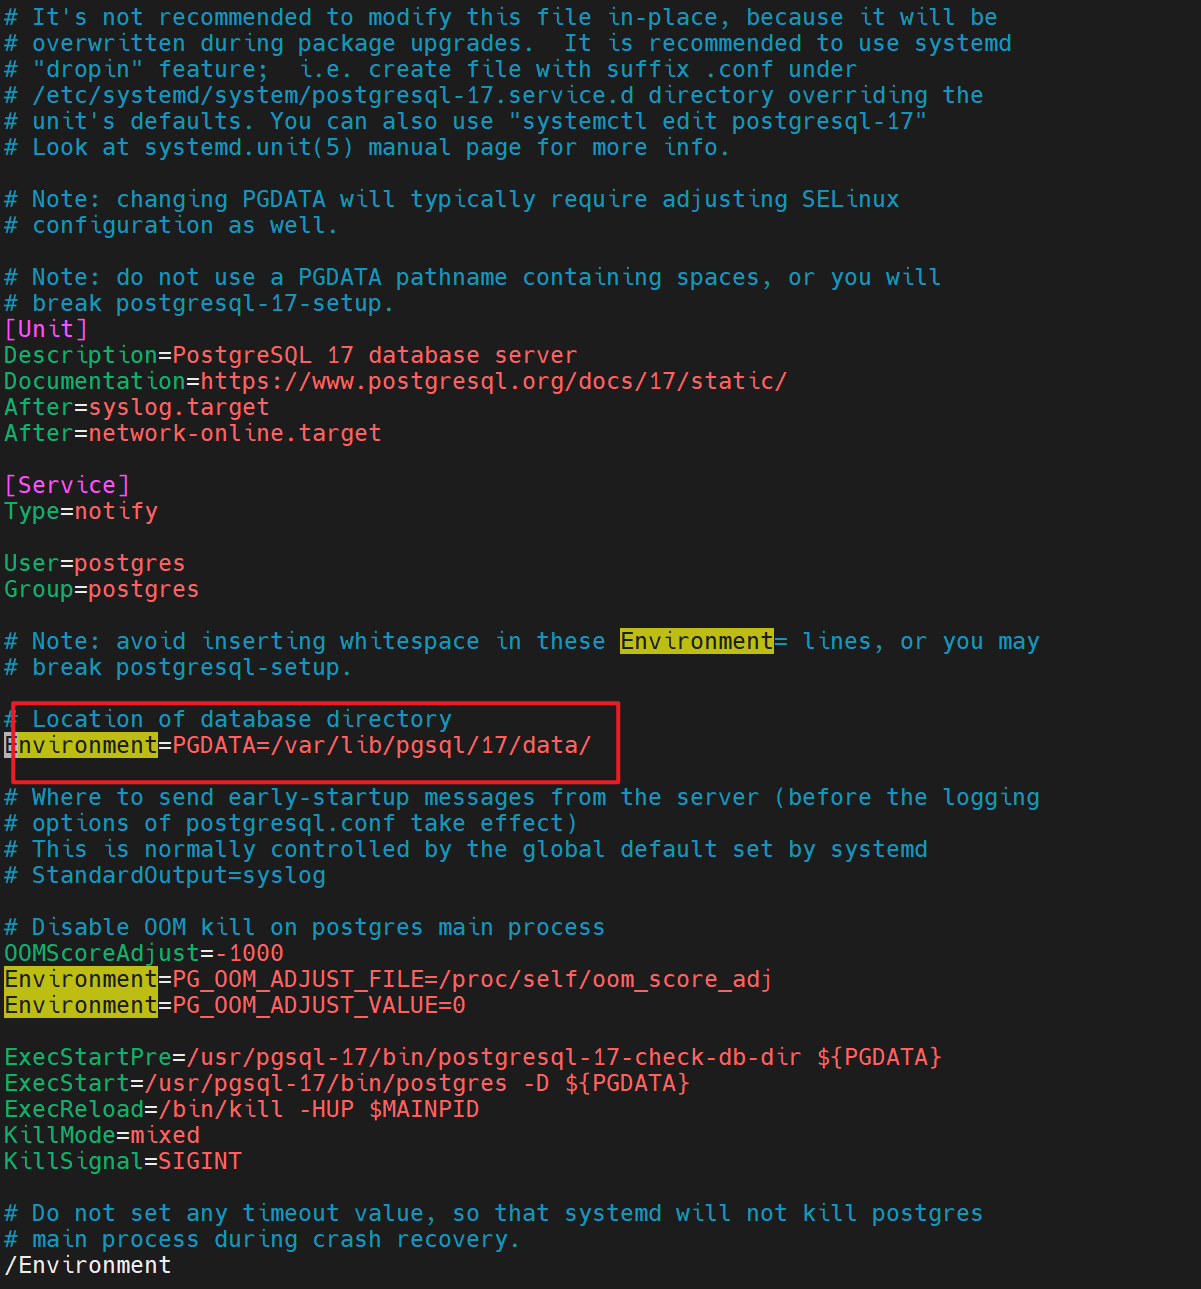 # It's not recommended to modify this file in-place, because it will be
# overwritten during package upgrades.  It is recommended to use systemd
# "dropin" feature;  i.e. create file with suffix .conf under
# /etc/systemd/system/postgresql-17.service.d directory overriding the
# unit's defaults. You can also use "systemctl edit postgresql-17"
# Look at systemd.unit(5) manual page for more info.
# Note: changing PGDATA will typically require adjusting SELinux
# configuration as well.
# Note: do not use a PGDATA pathname containing spaces, or you will
# break postgresql-17-setup.
[Unit]
Description=PostgreSQL 17 database server
Documentation=https://www.postgresql.org/docs/17/static/
After=syslog.target
After=network-online.target
[Service]
Type=notify
User=postgres
Group=postgres
# Note: avoid inserting whitespace in these Environment= lines, or you may
# break postgresql-setup.
# Location of database directory
Environment=PGDATA=/var/lib/pgsql/17/data/
# Where to send early-startup messages from the server (before the logging
# options of postgresql.conf take effect)
# This is normally controlled by the global default set by systemd
# StandardOutput=syslog
# Disable OOM kill on postgres main process
OOMScoreAdjust=-1000
Environment=PG_OOM_ADJUST_FILE=/proc/self/oom_score_adj
Environment=PG_OOM_ADJUST_VALUE=0
ExecStartPre=/usr/pgsql-17/bin/postgresql-17-check-db-dir ${PGDATA}
ExecStart=/usr/pgsql-17/bin/postgres -D ${PGDATA}
ExecReload=/bin/kill -HUP $MAINPID
KillMode=mixed
KillSignal=SIGINT
# Do not set any timeout value, so that systemd will not kill postgres
# main process during crash recovery.
/Environment